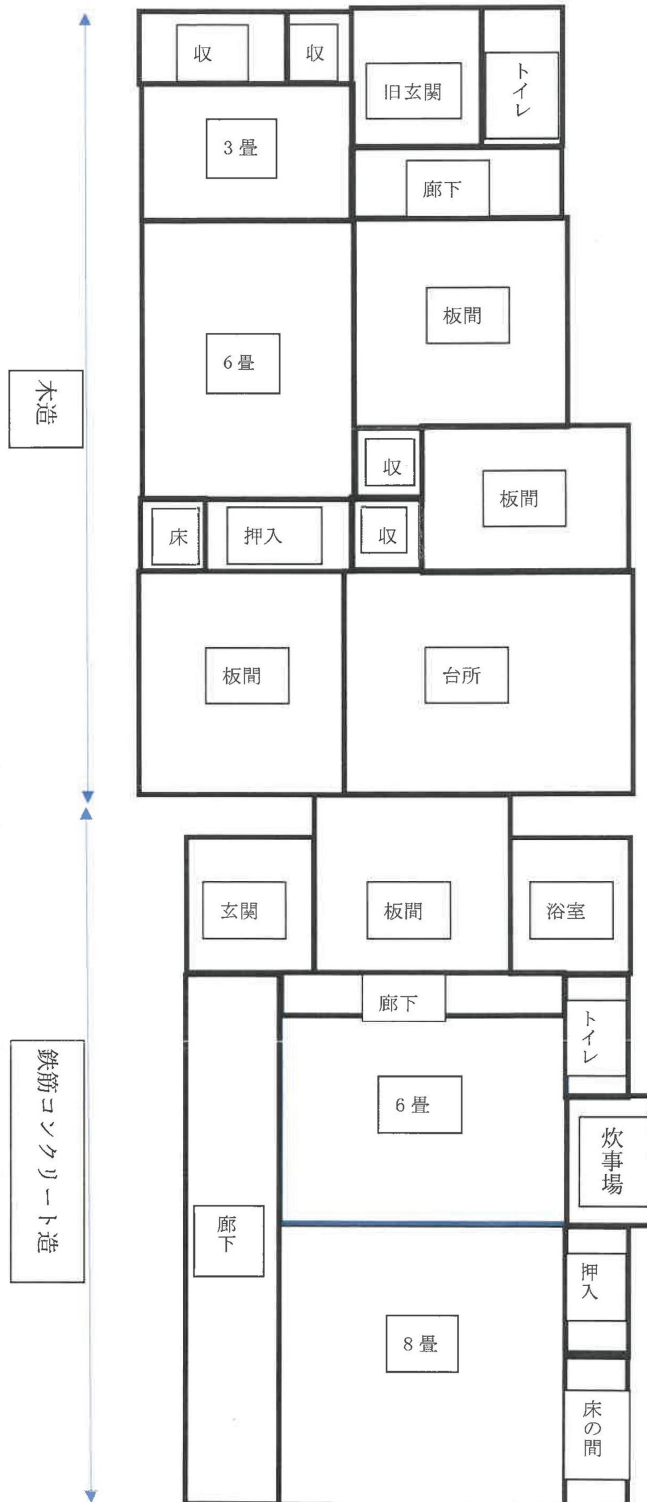 収
収
旧玄関
トイレ
3 畳
廊下
板間
6 畳
木造
収
板間
床
押入
収
板間
台所
玄関
板間
浴室
廊下
トイレ
鉄筋コンクリート造
6 畳
炊事場
廊下
押入
8 畳
床の間